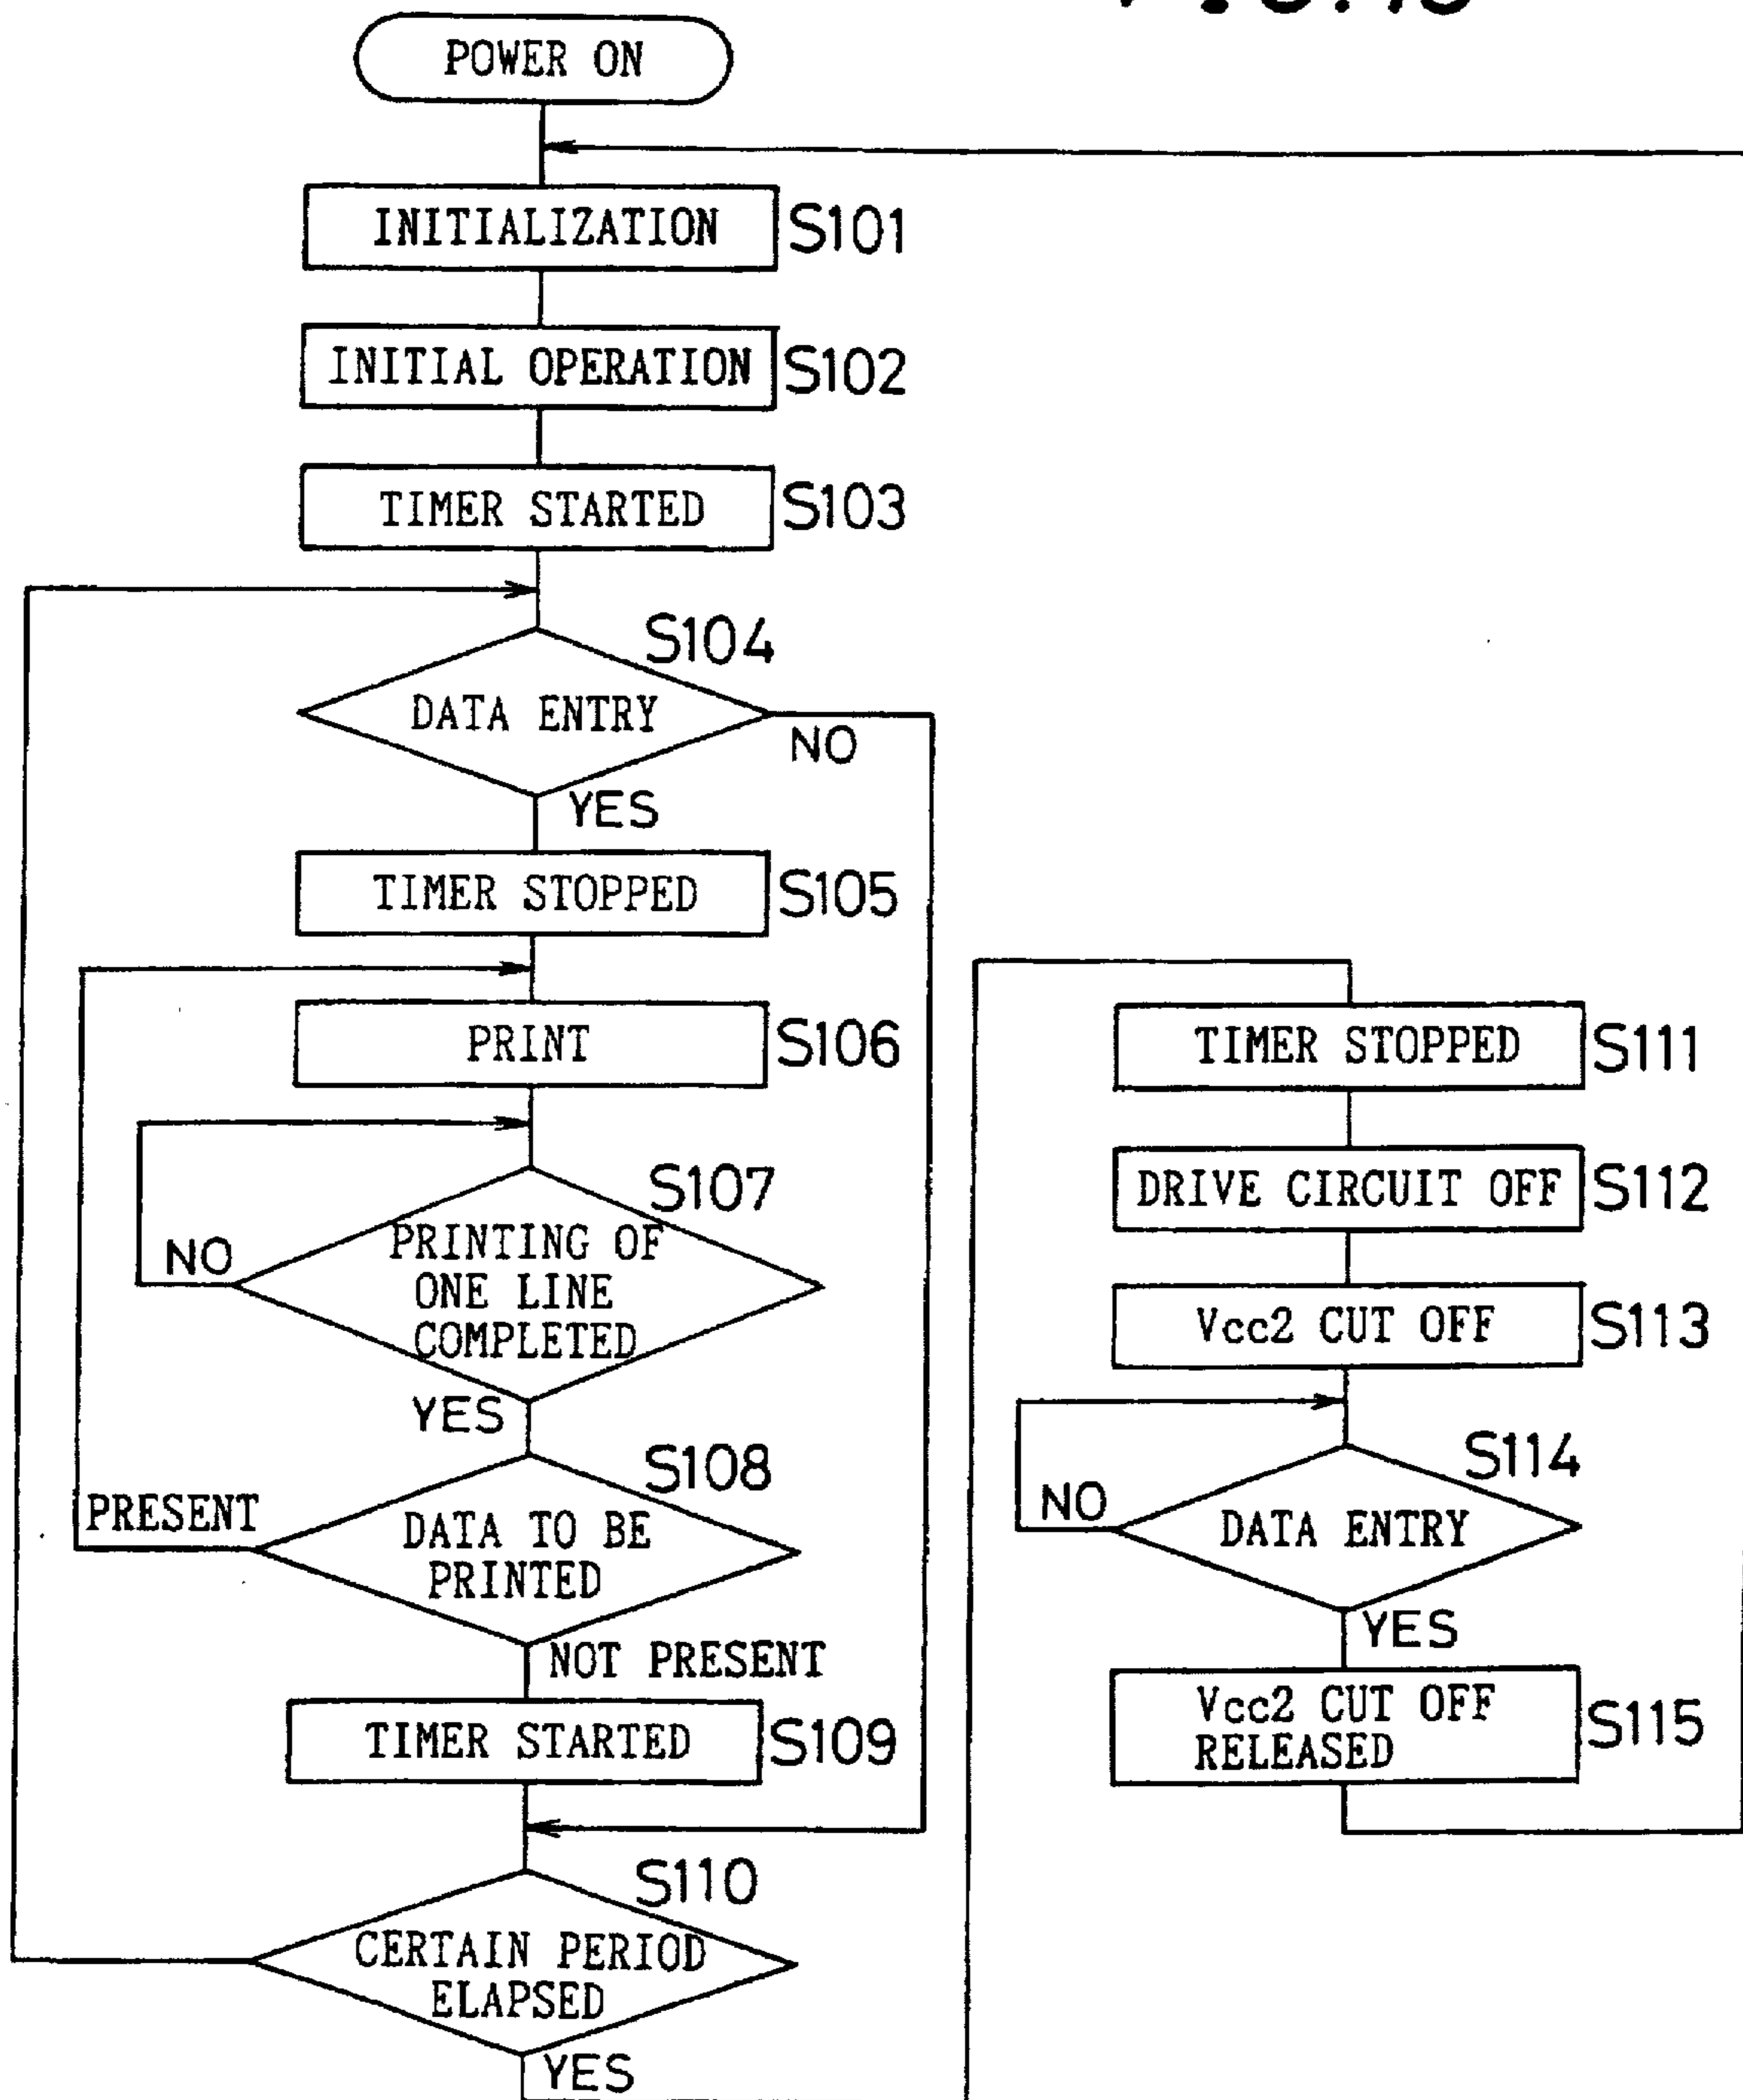 POWER ON
INITIALIZATION S101
INITIAL OPERATION S102
TIMER STARTED S103
S104
DATA ENTRY
NO
YES
TIMER STOPPED S105
PRINT S106
S107
PRINTING OF
ONE LINE
COMPLETED
NO
YES
S108
DATA TO BE
PRINTED
PRESENT
NOT PRESENT
TIMER STARTED S109
S110
CERTAIN PERIOD
ELAPSED
YES
TIMER STOPPED S111
DRIVE CIRCUIT OFF S112
Vcc2 CUT OFF S113
S114
NO
DATA ENTRY
YES
Vcc2 CUT OFF
RELEASED
S115